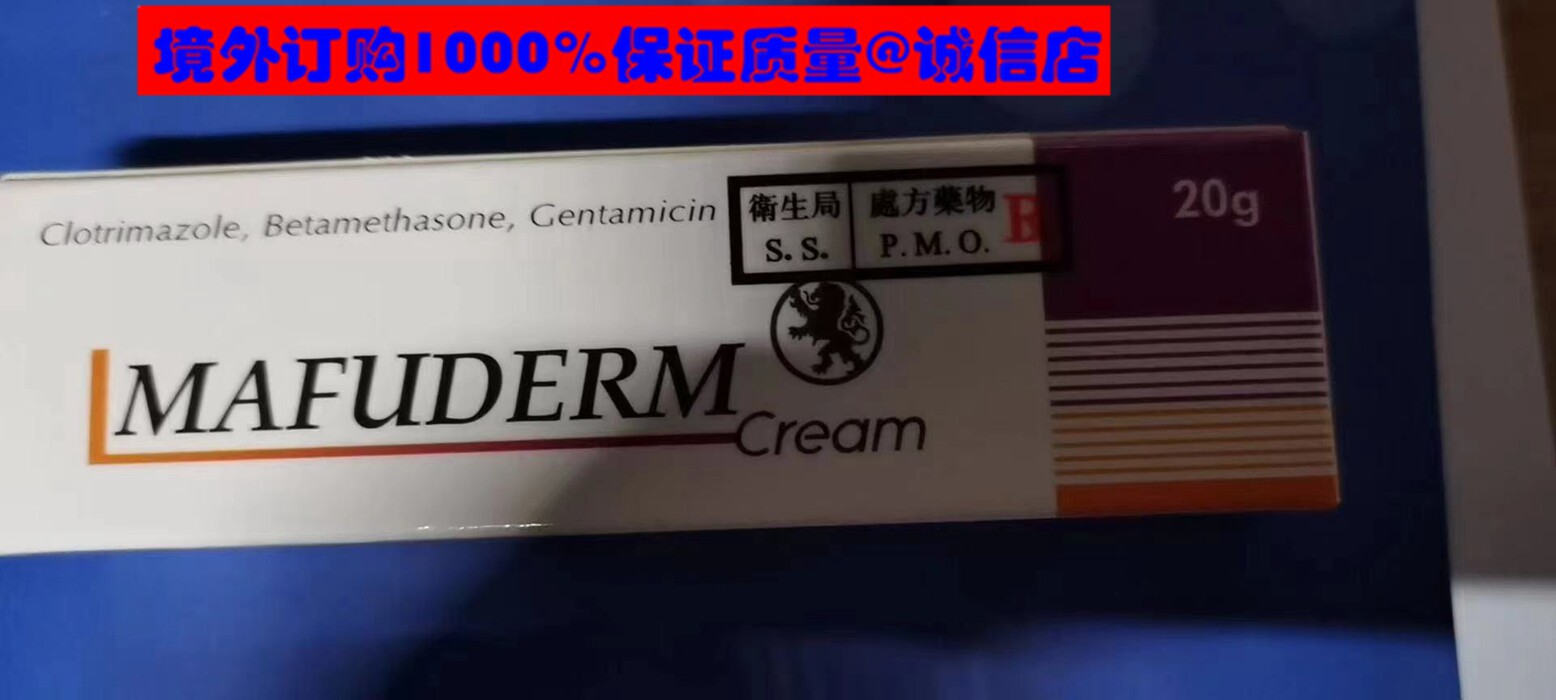 境外订购1000%保证质量@诚信店
Clotrimazole, Betamethasone, Gentamicin
衛生局 處方藥物
S. S. P. M. O.
20g
MAFUDERM
Cream